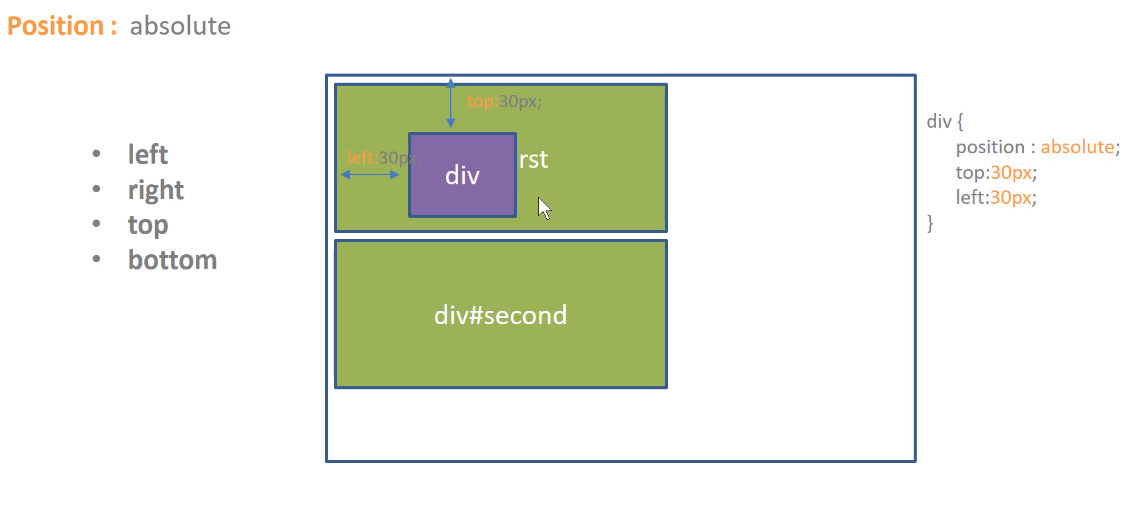 Position : absolute
left
right
top
bottom
top:30px;
left:30px;
div
rst
div#second
div {
position : absolute;
top:30px;
left:30px;
}